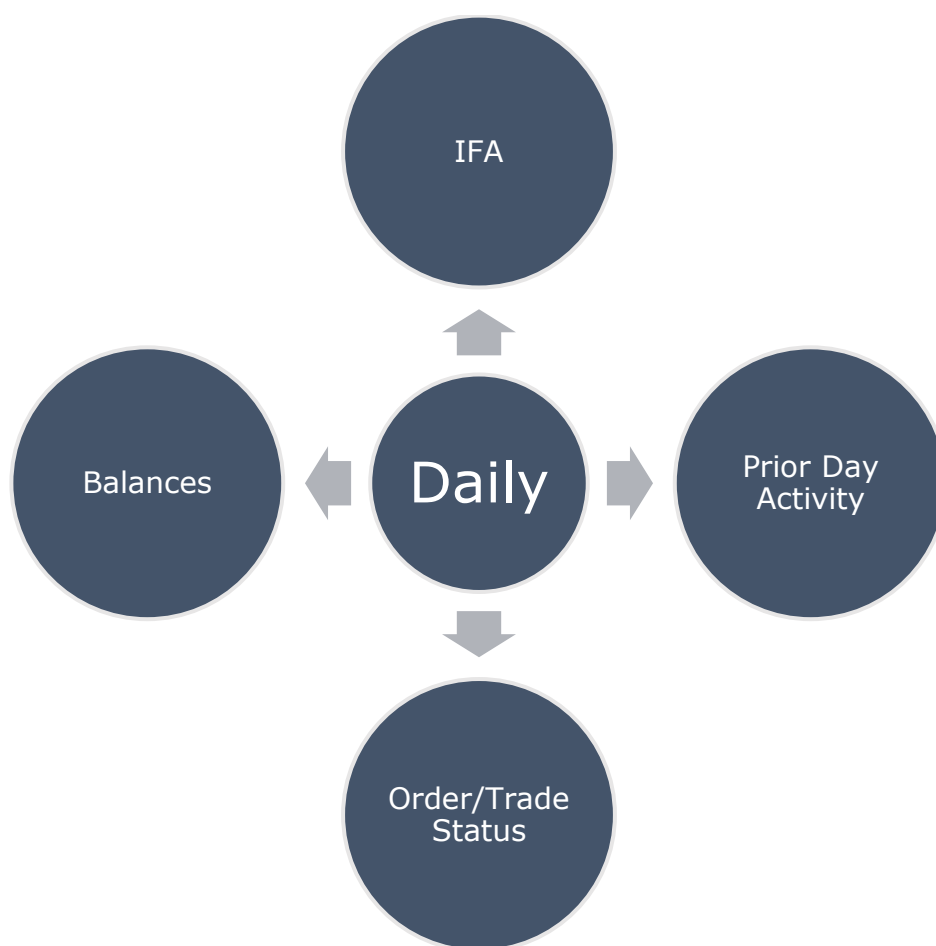 IFA
Balances
Daily
Prior Day
Activity
Order/Trade
Status